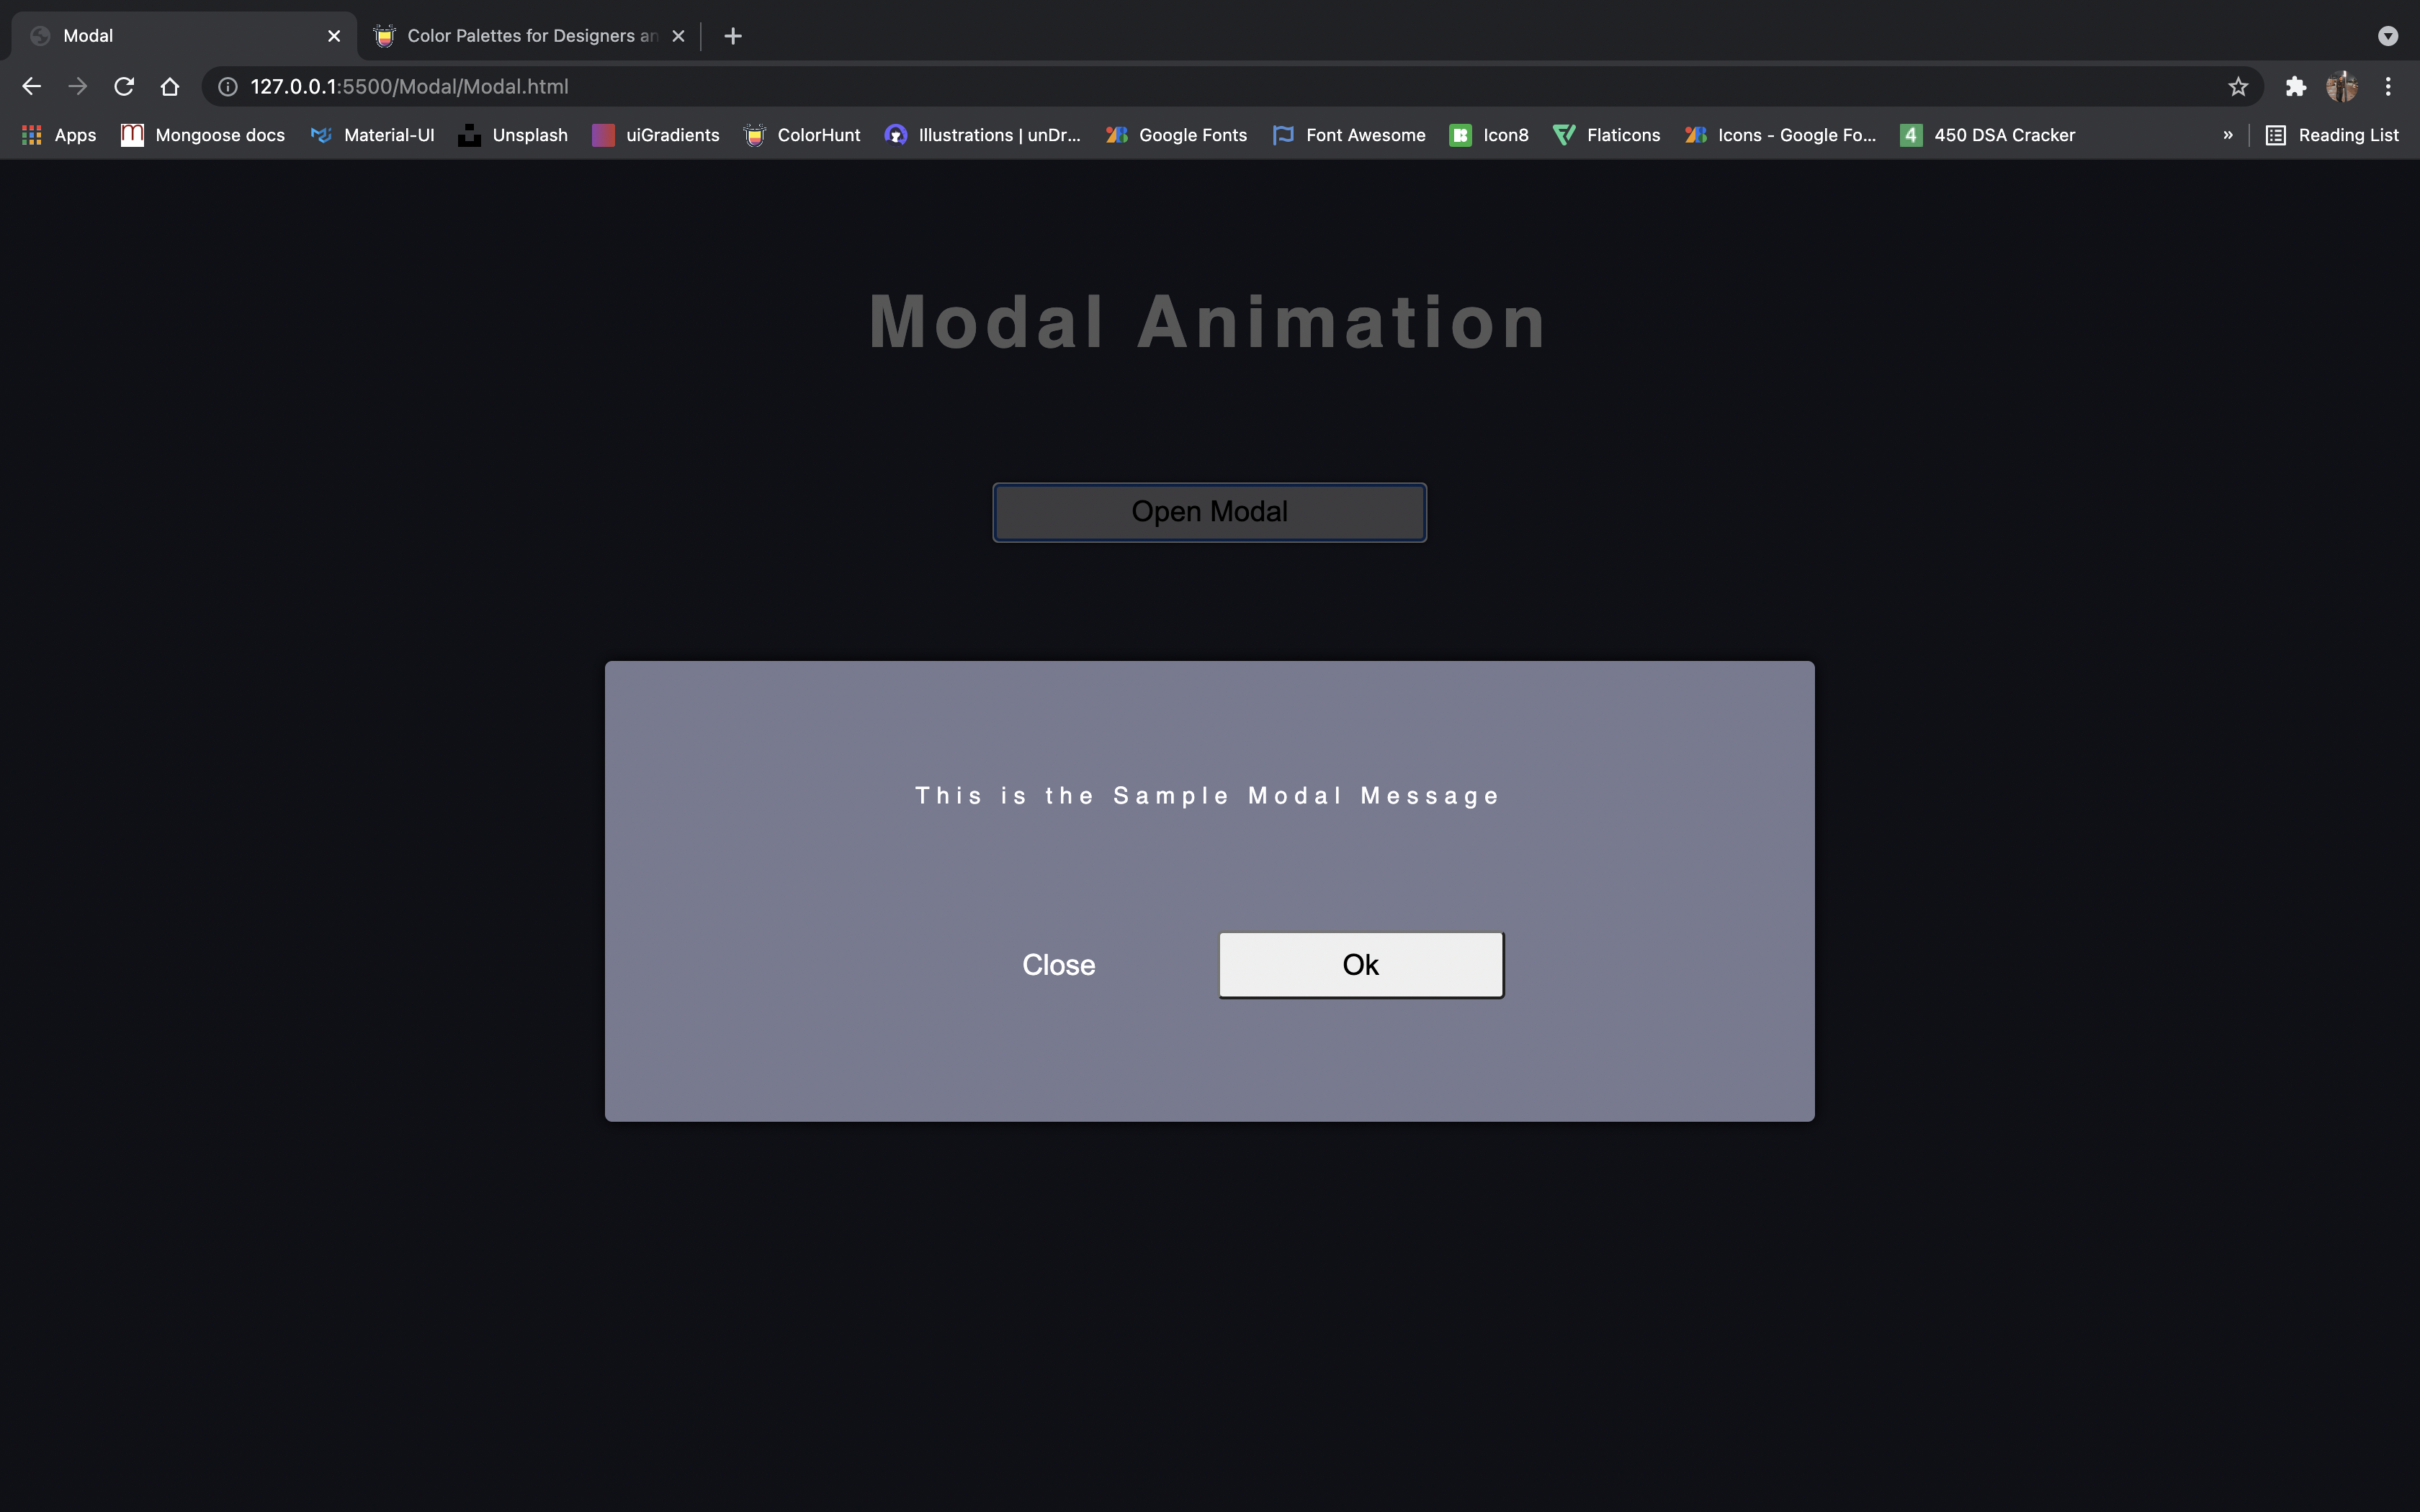 Modal
Color Palettes for Designers an
127.0.0.1:5500/Modal/Modal.html
Apps Mongoose docs Material-UI Unsplash uiGradients ColorHunt Illustrations | unDr... Google Fonts Font Awesome Icon8 Flaticons Icons - Google Fo... 4 450 DSA Cracker » Reading List
Modal Animation
Open Modal
This is the Sample Modal Message
Close
Ok